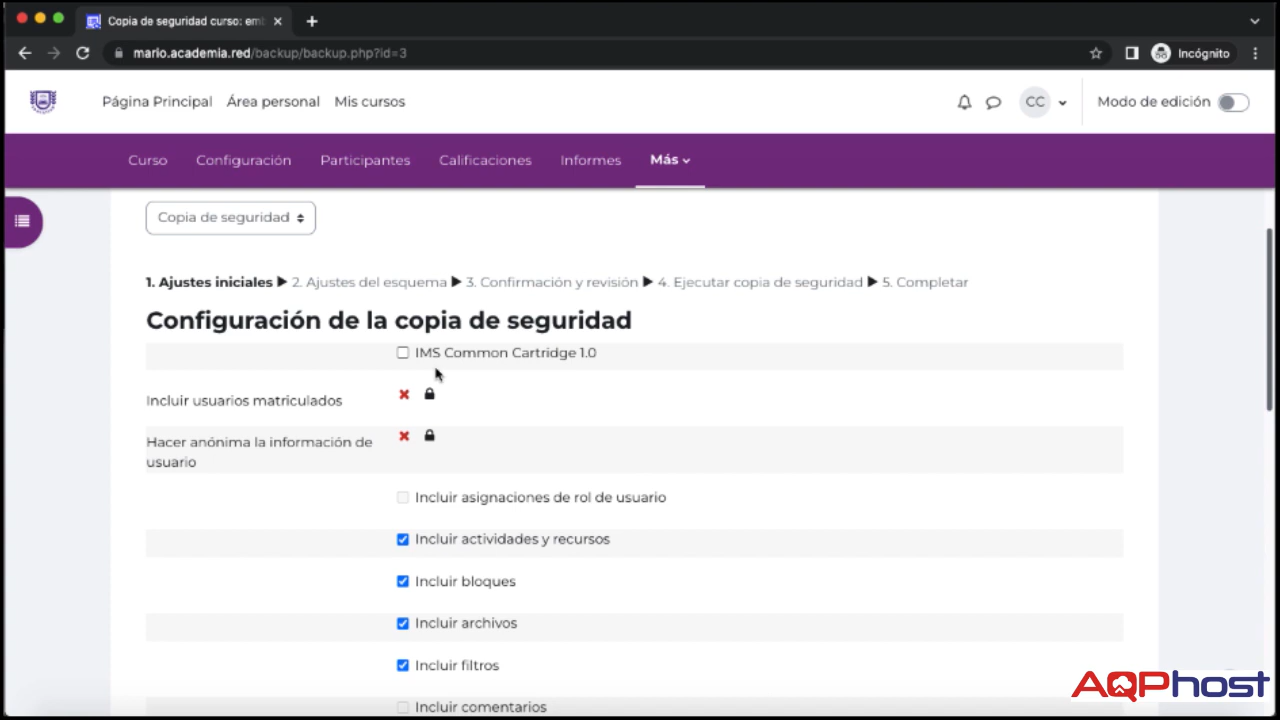 Copia de seguridad curso: em
mario.academia.red/backup/backup.php?id=3
Incógnito
Página Principal Área personal Mis cursos
CC
Modo de edición
Curso Configuración Participantes Calificaciones Informes Más
Copia de seguridad
1. Ajustes iniciales ▶ 2. Ajustes del esquema ▶ 3. Confirmación y revisión ▶ 4. Ejecutar copia de seguridad ▶ 5. Completar
Configuración de la copia de seguridad
IMS Common Cartridge 1.0
Incluir usuarios matriculados
Hacer anónima la información de
usuario
Incluir asignaciones de rol de usuario
Incluir actividades y recursos
Incluir bloques
Incluir archivos
Incluir filtros
Incluir comentarios
AQPhost